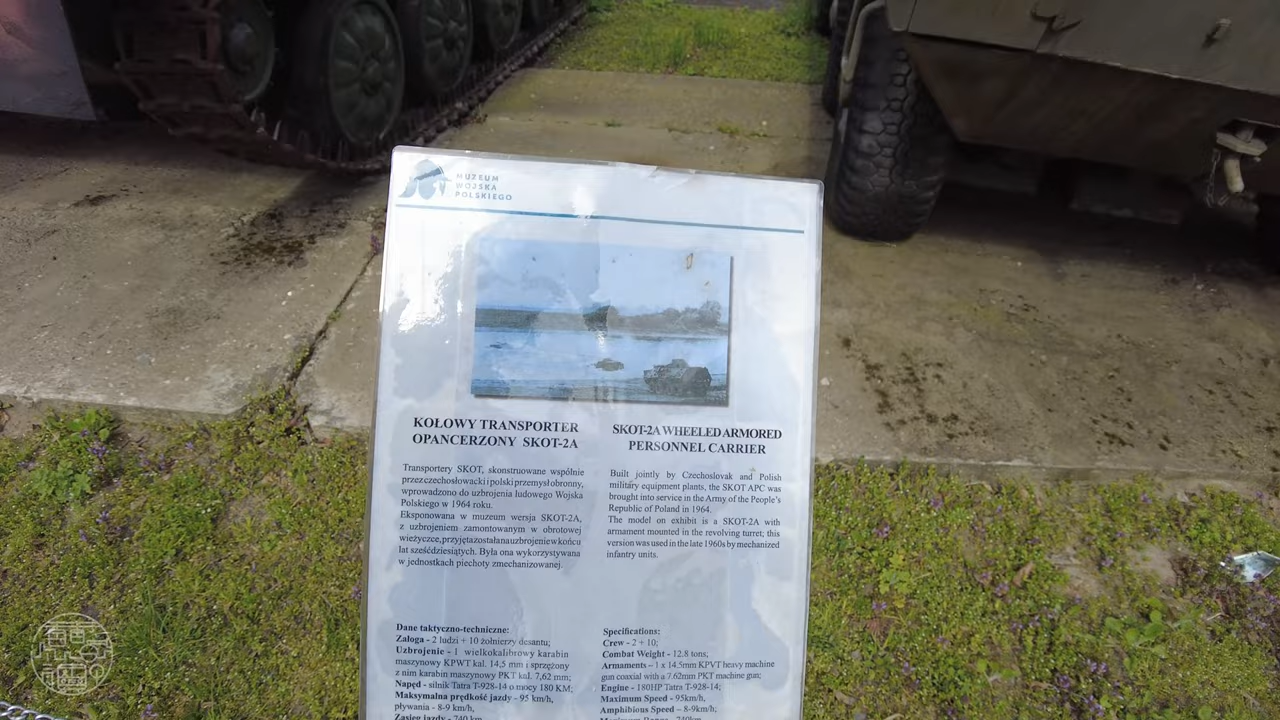 MUZEUM
WOJSKA
POLSKIEGO
KOŁOWY TRANSPORTER
OPANCERZONY SKOT-2A
Transportery SKOT, skonstruowane wspólnie
przez czechosłowacki i polski przemysł obronny,
wprowadzono do uzbrojenia ludowego Wojska
Polskiego w 1964 roku.
Eksponowana w muzeum wersja SKOT-2A,
z uzbrojeniem zamontowanym w obrotowej
wieżyczce, przyjęta została na uzbrojenie w końcu
lat sześćdziesiątych. Była ona wykorzystywana
w jednostkach piechoty zmechanizowanej.
Dane taktyczno-techniczne:
Załoga - 2 ludzi + 10 żołnierzy desantu;
Uzbrojenie - 1 wielkokalibrowy karabin
maszynowy KPWT kal. 14,5 mm i sprzężony
z nim karabin maszynowy PKT kal. 7,62 mm;
Napęd - silnik Tatra T-928-14 o mocy 180 KM;
Maksymalna prędkość jazdy - 95 km/h,
pływania - 8-9 km/h,
Zasięg jazdy - 740 km
SKOT-2A WHEELED ARMORED
PERSONNEL CARRIER
Built jointly by Czechoslovak and Polish
military equipment plants, the SKOT APC was
brought into service in the Army of the People's
Republic of Poland in 1964.
The model on exhibit is a SKOT-2A with
armament mounted in the revolving turret; this
version was used in the late 1960s by mechanized
infantry units.
Specifications:
Crew - 2 + 10;
Combat Weight - 12.8 tons;
Armaments – 1 x 14.5mm KPVT heavy machine
gun coaxial with a 7.62mm PKT machine gun;
Engine - 180HP Tatra T-928-14;
Maximum Speed - 95km/h,
Amphibious Speed – 8-9km/h,
Maximum Range - 740km